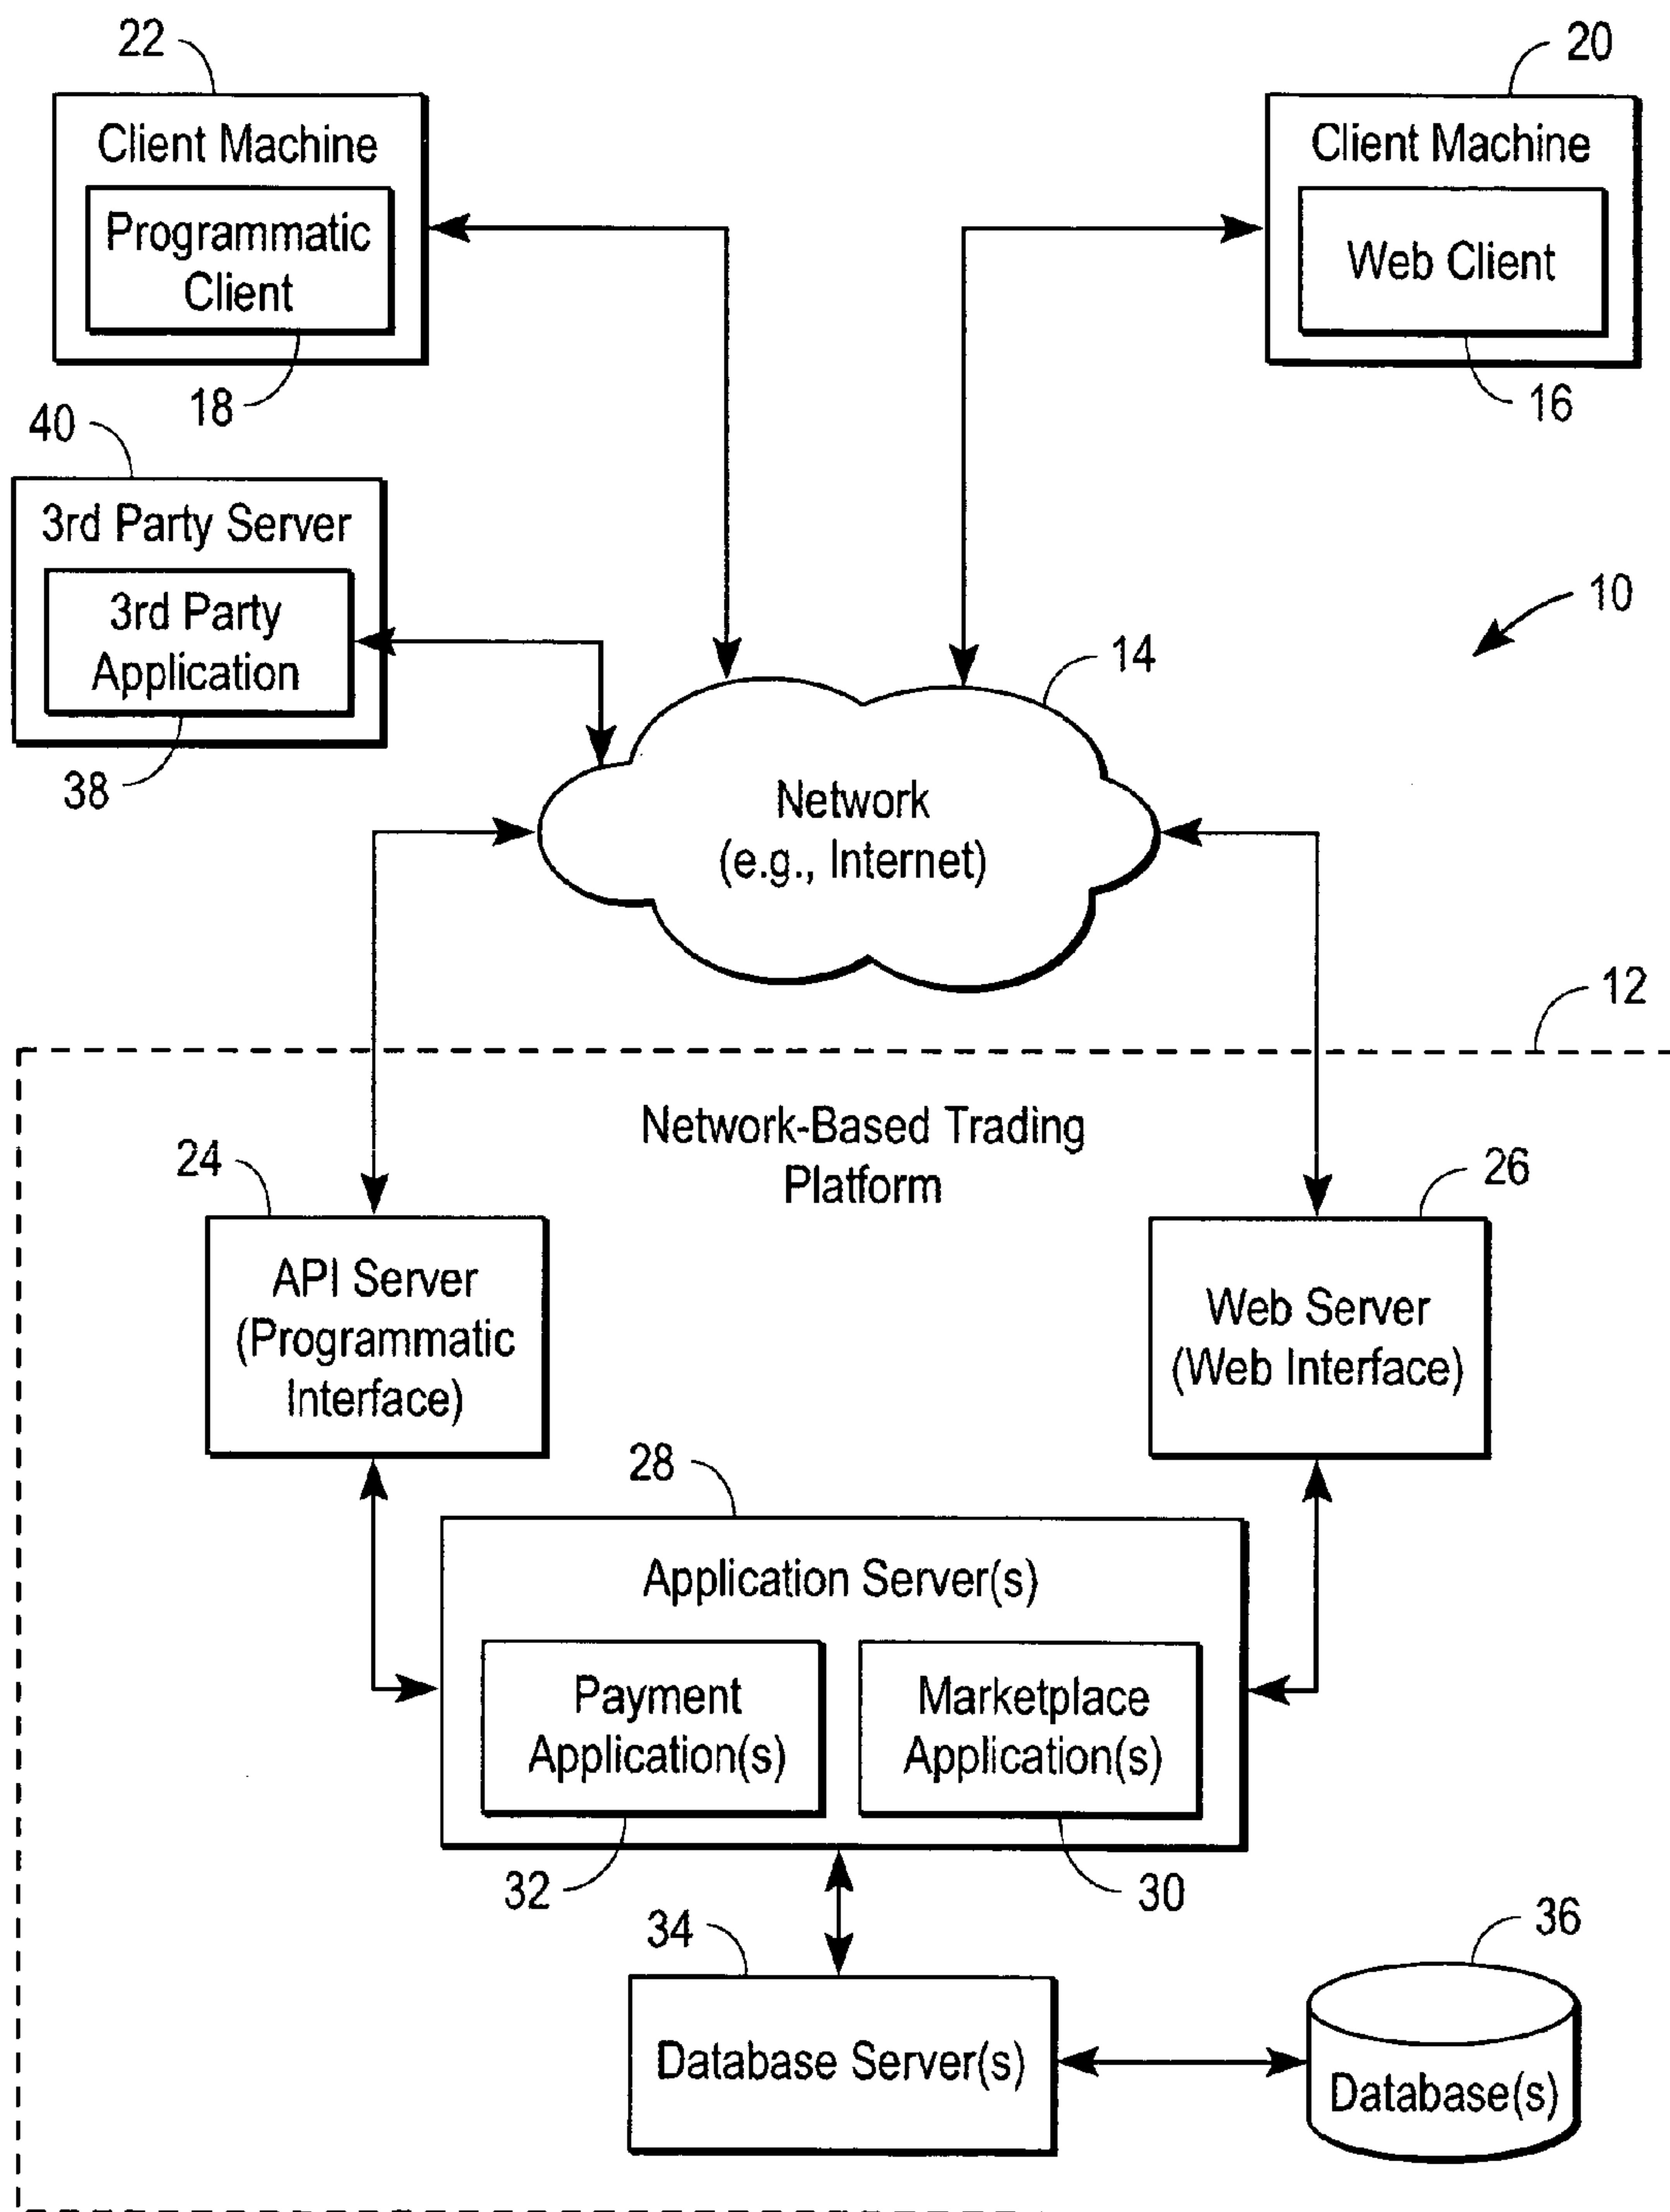 22
20
Client Machine
Programmatic
Client
18
Client Machine
Web Client
16
40
3rd Party Server
3rd Party
Application
38
10
14
Network
(e.g., Internet)
12
Network-Based Trading
Platform
24
API Server
(Programmatic
Interface)
26
Web Server
(Web Interface)
28
Application Server(s)
Payment
Application(s)
Marketplace
Application(s)
32
30
34
Database Server(s)
36
Database(s)